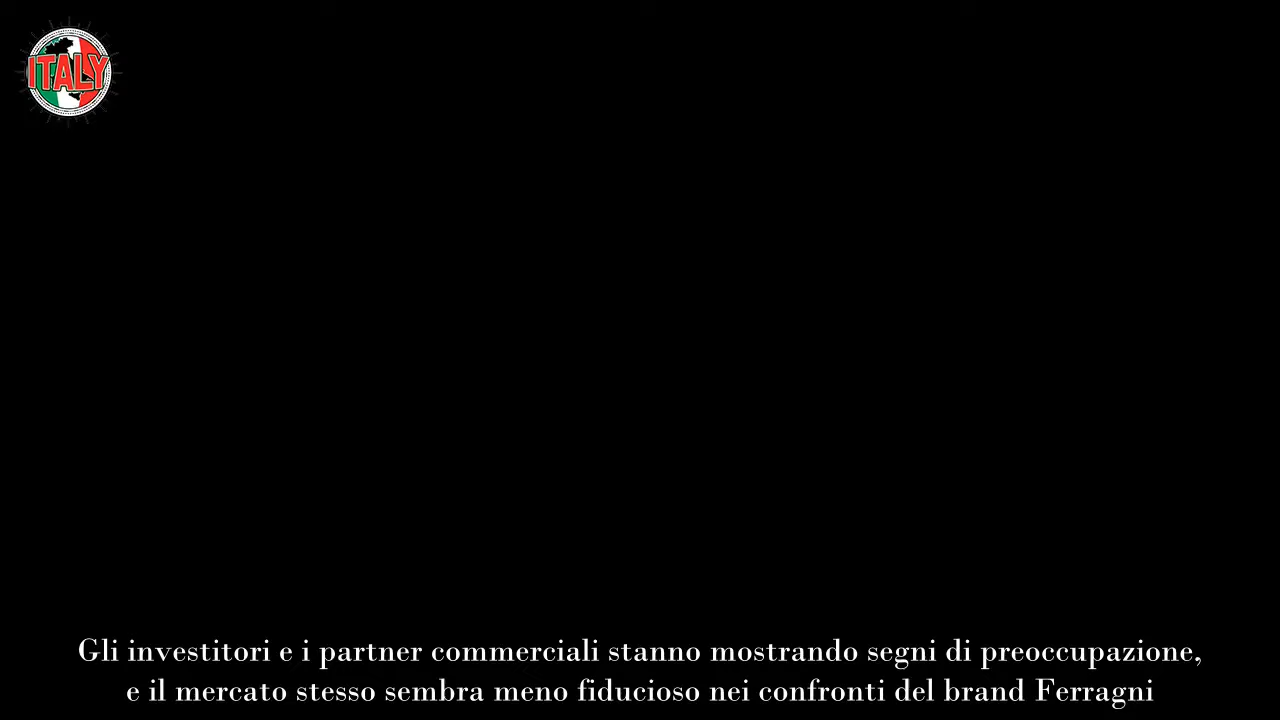 ITALY
Gli investitori e i partner commerciali stanno mostrando segni di preoccupazione,
e il mercato stesso sembra meno fiducioso nei confronti del brand Ferragni